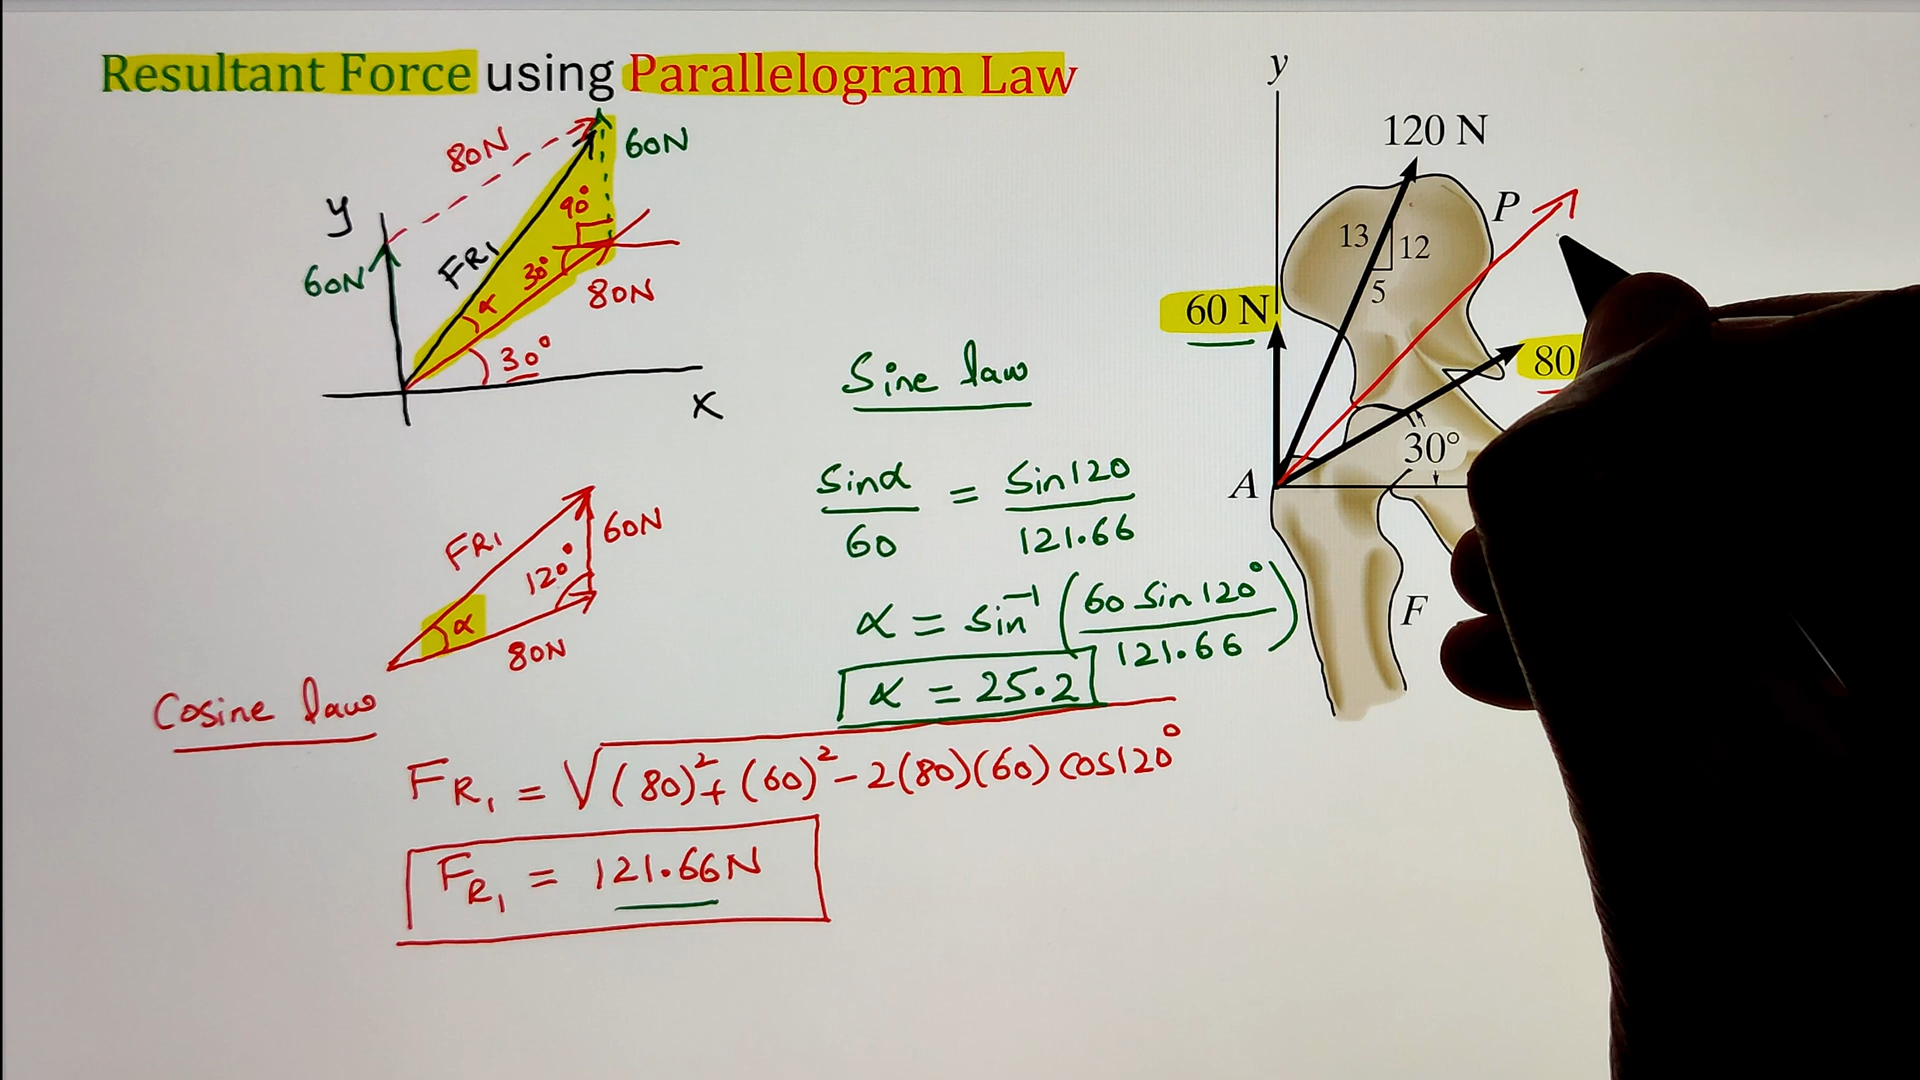 Resultant Force using Parallelogram Law
80N
60N
y
60N
FR1
90°
30°
α
80N
30°
x
FR1
60N
120°
α
80N
Sine law
Sinα / 60 = Sin120 / 121.66
α = Sin⁻¹ (60 Sin 120° / 121.66)
α = 25.2
Cosine law
FR₁ = √(80)² + (60)² - 2(80)(60) cos120°
FR₁ = 121.66N
y
120 N
P
13
12
5
60 N
80
30°
A
F